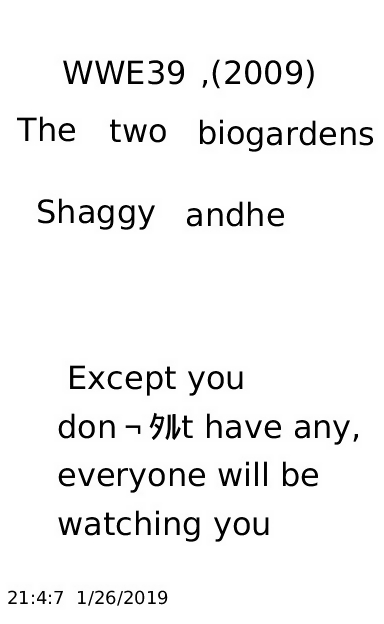 WWE39 ,(2009)
The two biogardens
Shaggy andhe
Except you
don¬ﾀﾙt have any,
everyone will be
watching you
21:4:7 1/26/2019